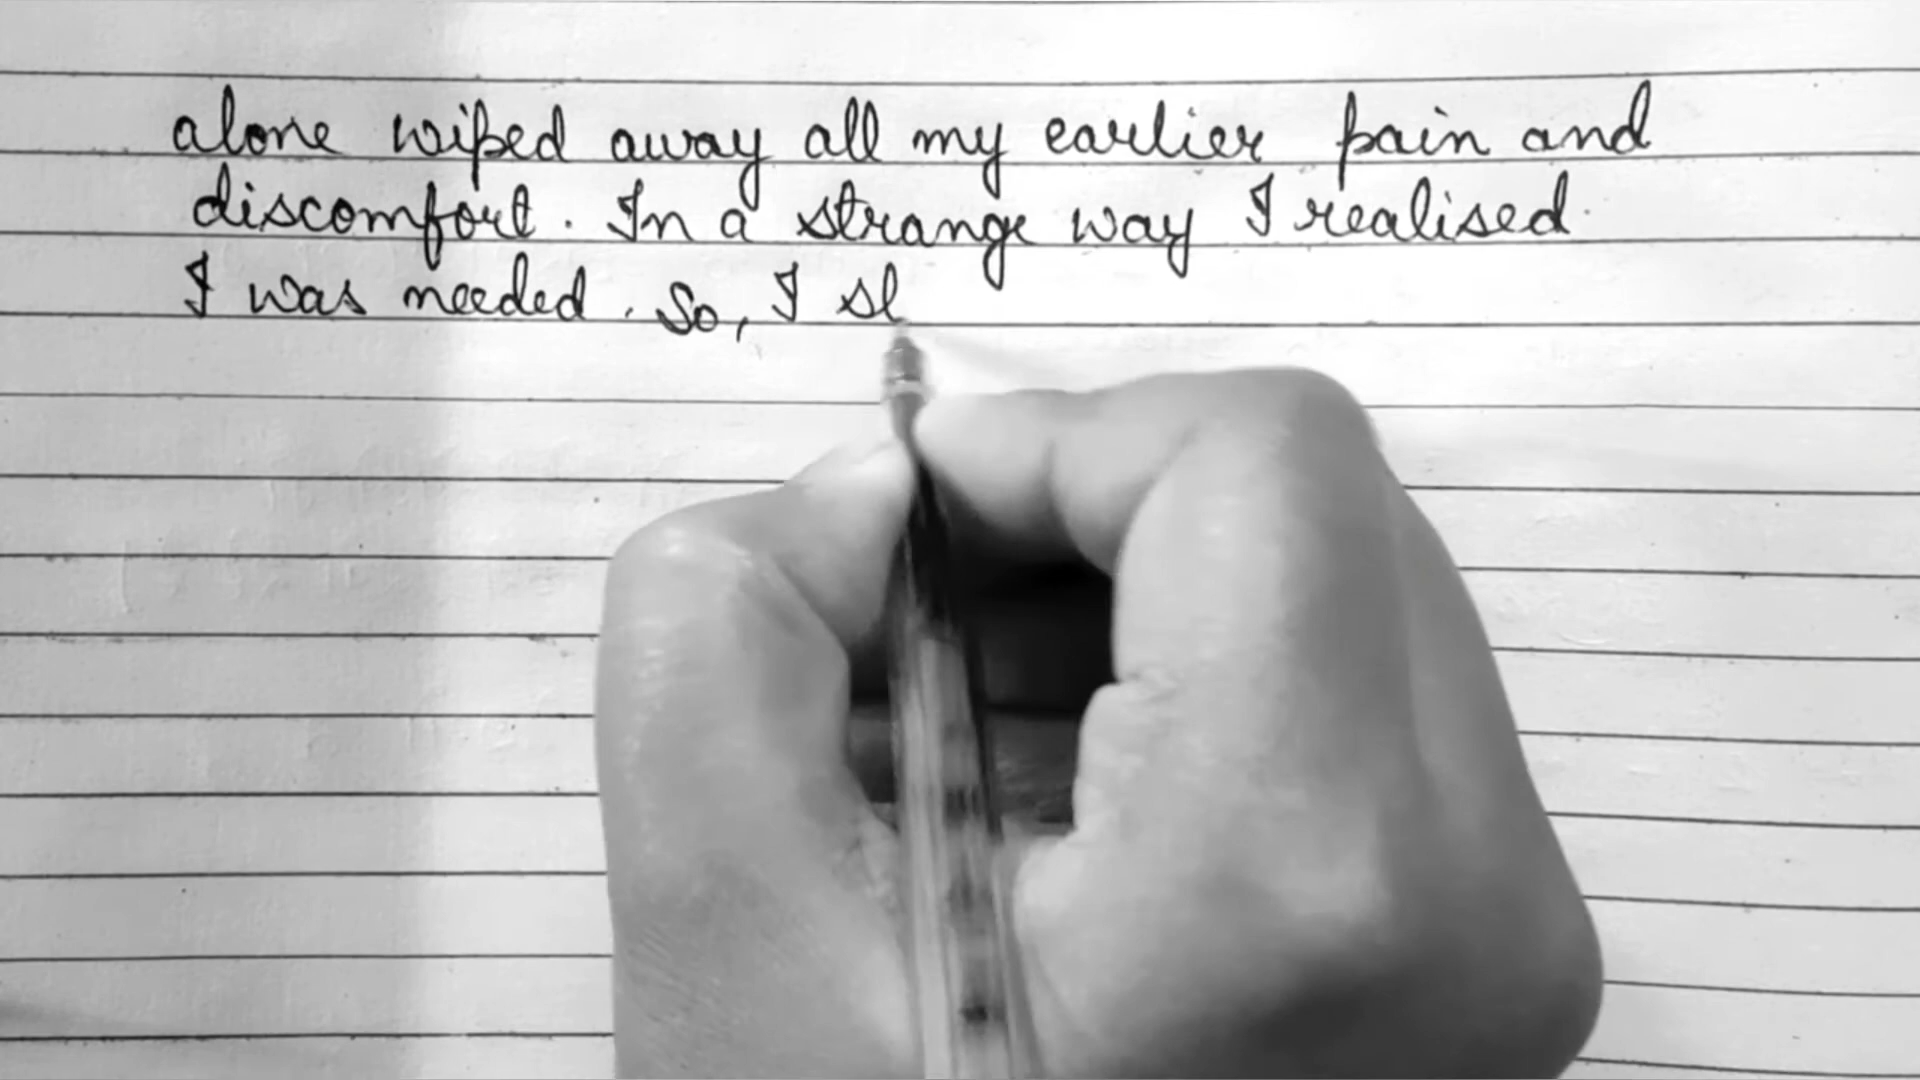 alone wiped away all my earlier pain and
discomfort. In a strange way I realised
I was needed. So, I sl